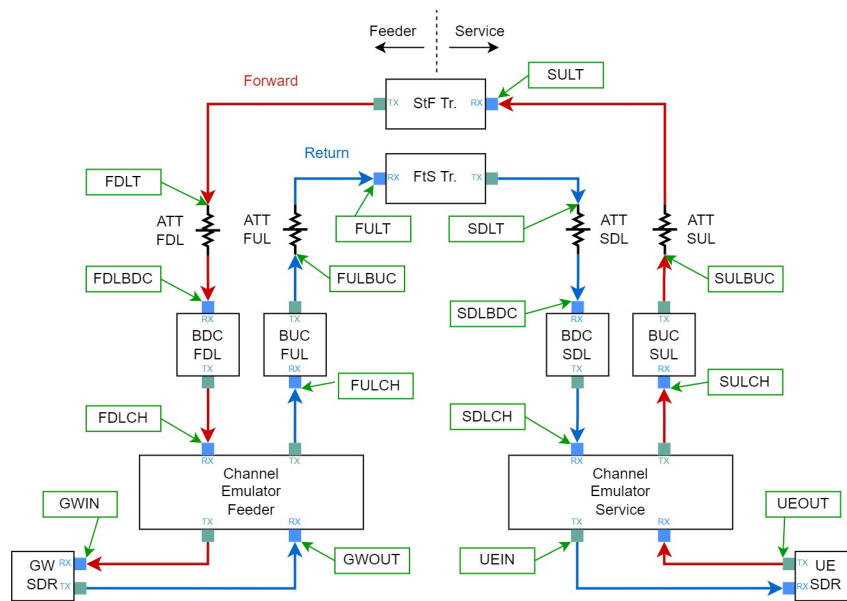 Feeder
Service
Forward
SULT
TX
StF Tr.
RX
Return
FDLT
RX
FtS Tr.
TX
ATT
FDL
ATT
FUL
FULT
SDLT
ATT
SDL
ATT
SUL
FDLBDC
FULBUC
SDLBDC
SULBUC
RX
BDC
FDL
TX
TX
BUC
FUL
RX
RX
BDC
SDL
TX
TX
BUC
SUL
RX
FULCH
SULCH
FDLCH
SDLCH
RX
TX
Channel
Emulator
Feeder
TX
RX
RX
TX
Channel
Emulator
Service
TX
RX
GWIN
GWOUT
UEIN
UEOUT
GW
SDR
RX
TX
TX
RX
UE
SDR